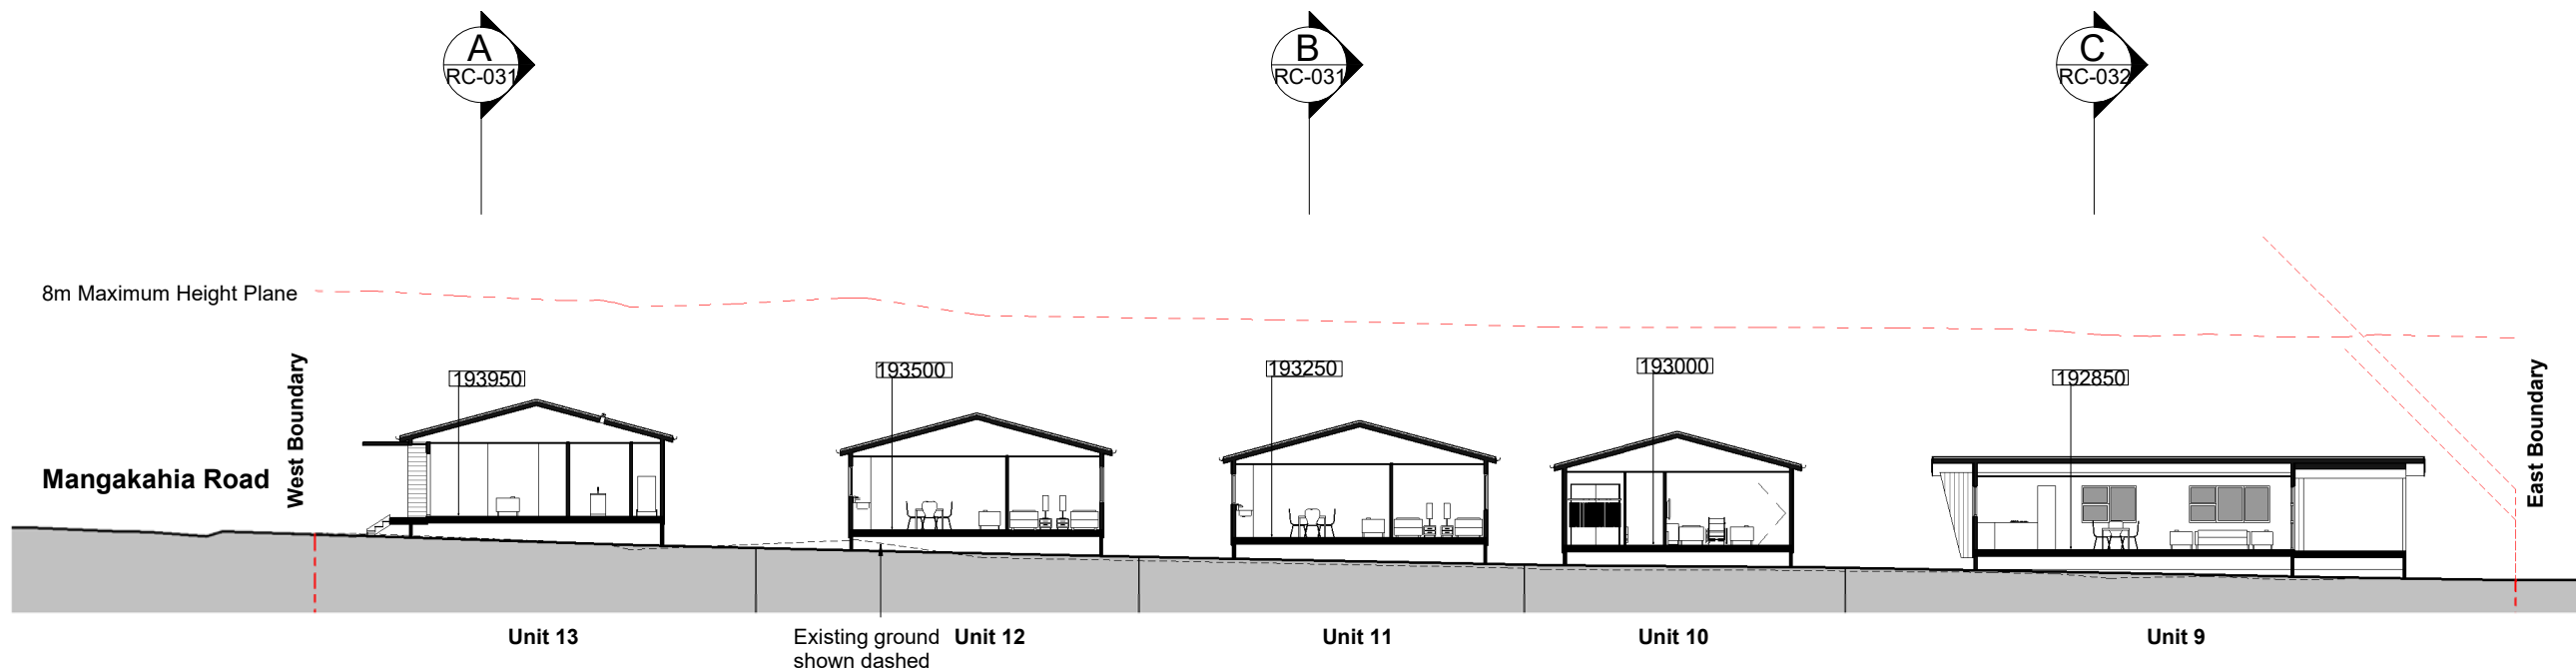 A
RC-031
B
RC-031
C
RC-032
8m Maximum Height Plane
West Boundary
193950
193500
193250
193000
192850
East Boundary
Mangakahia Road
Unit 13
Existing ground
shown dashed
Unit 12
Unit 11
Unit 10
Unit 9